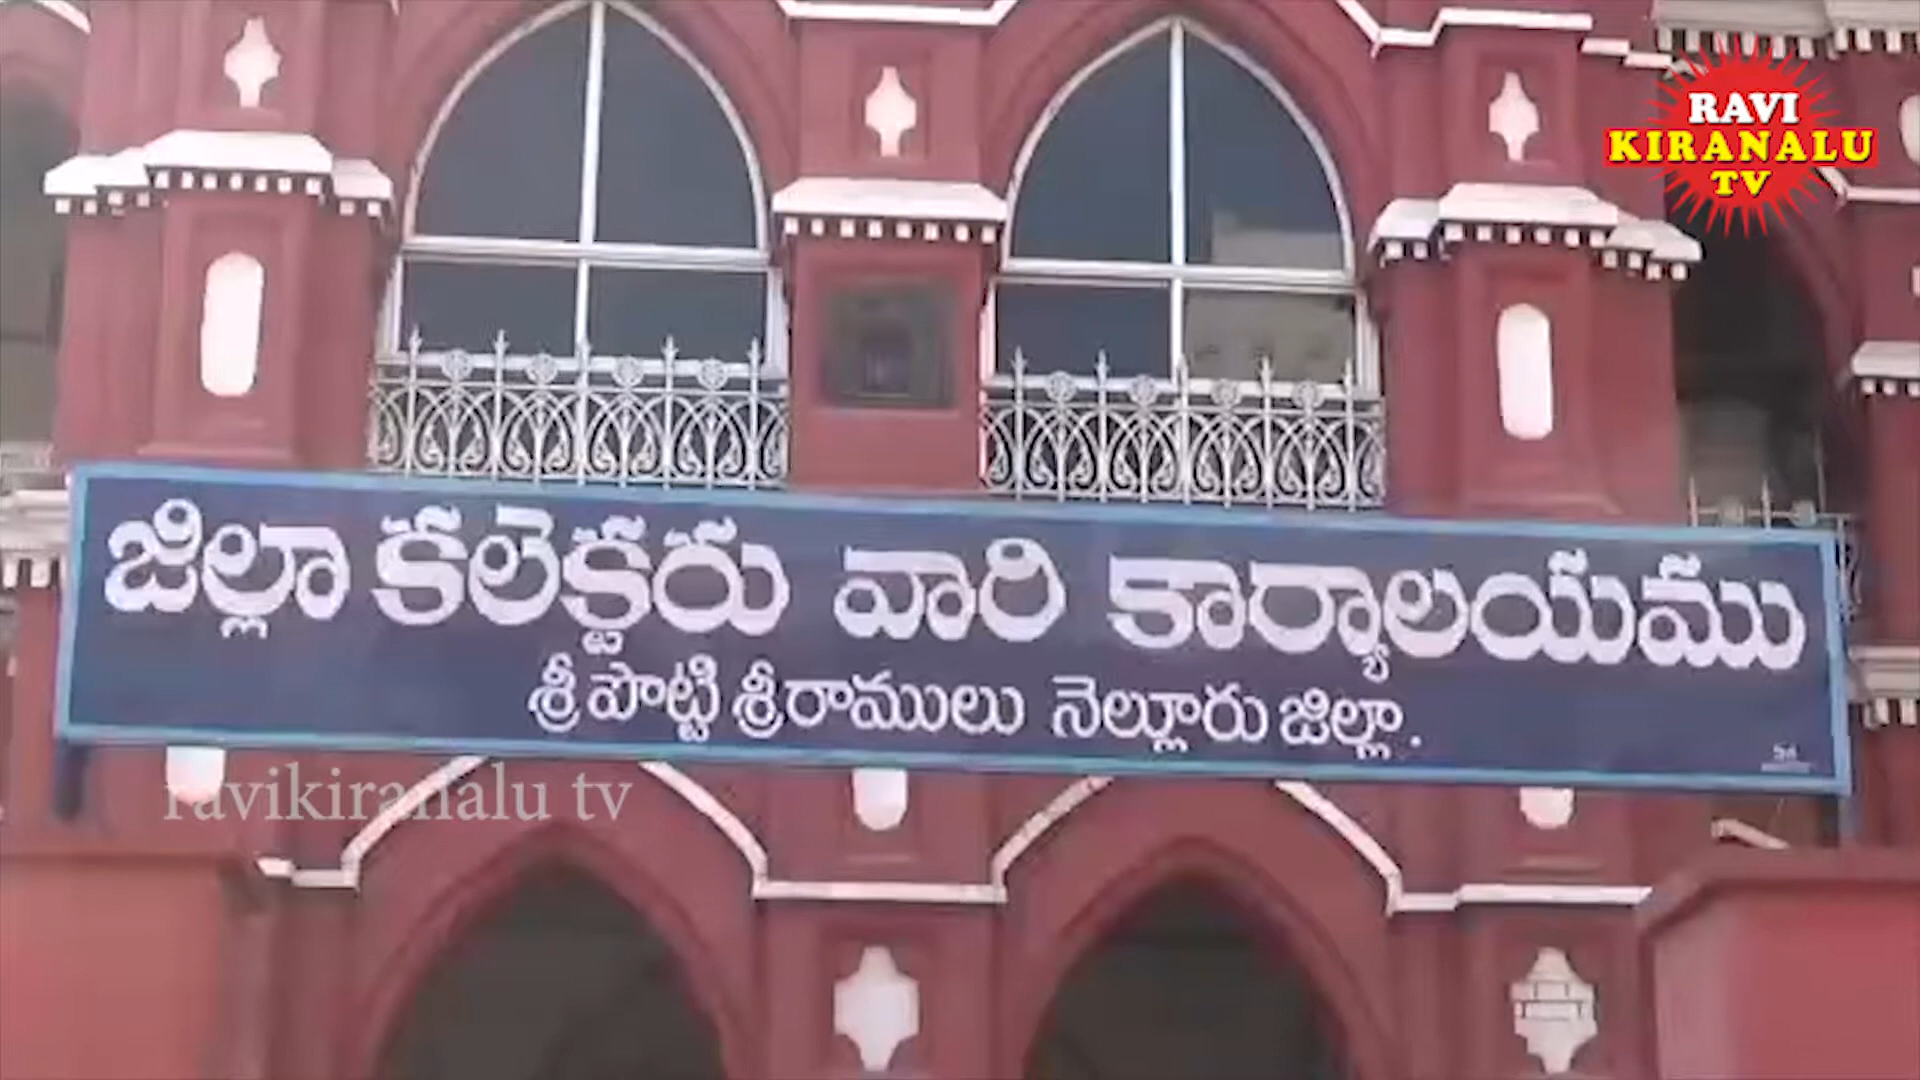 RAVI
KIRANALU
TV
జిల్లా కలెక్టరు వారి కార్యాలయము
శ్రీ పొట్టి శ్రీరాములు నెల్లూరు జిల్లా.
ravikiranalu tv